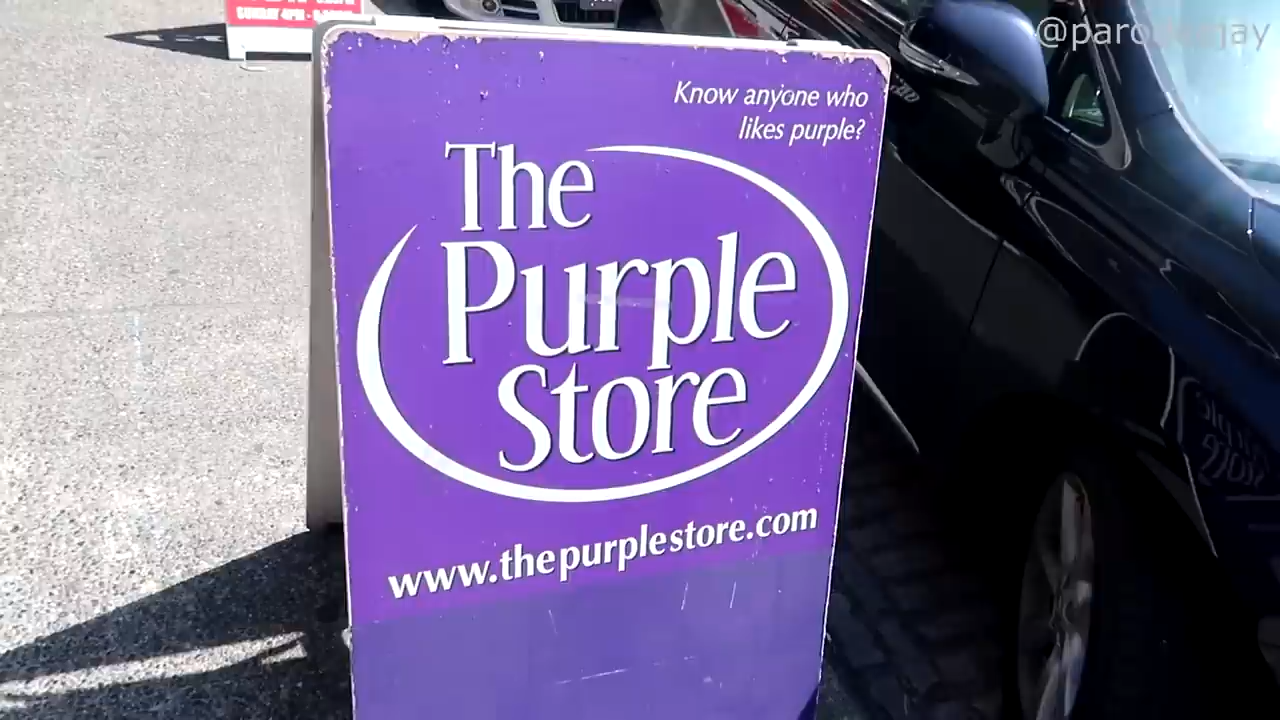 Know anyone who
likes purple?
The
Purple
Store
www.thepurplestore.com